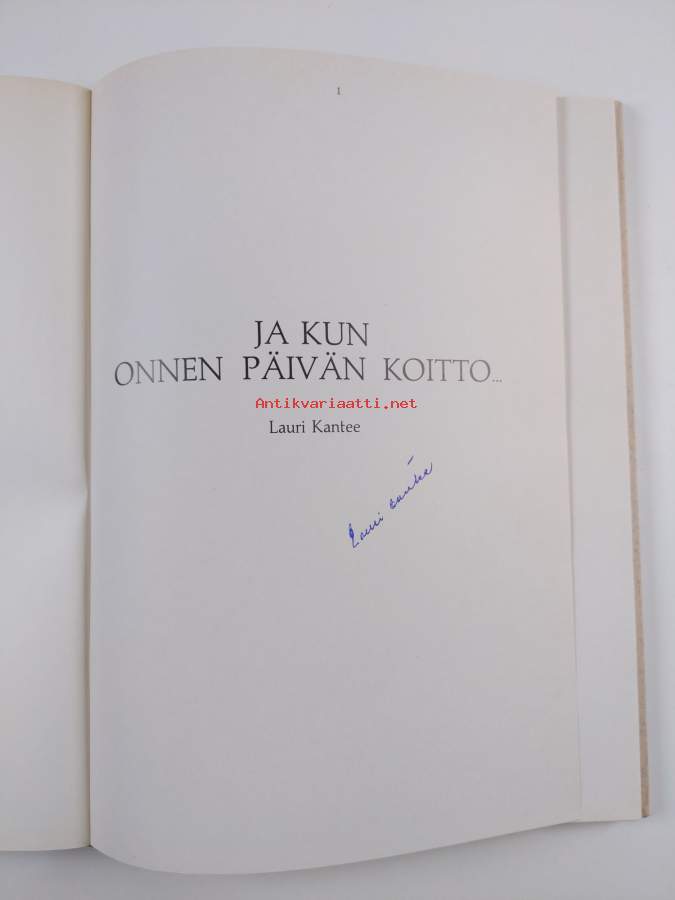 1
JA KUN
ONNEN PÄIVÄN KOITTO...
Antikvariaatti.net
Lauri Kantee
Lauri Kantee